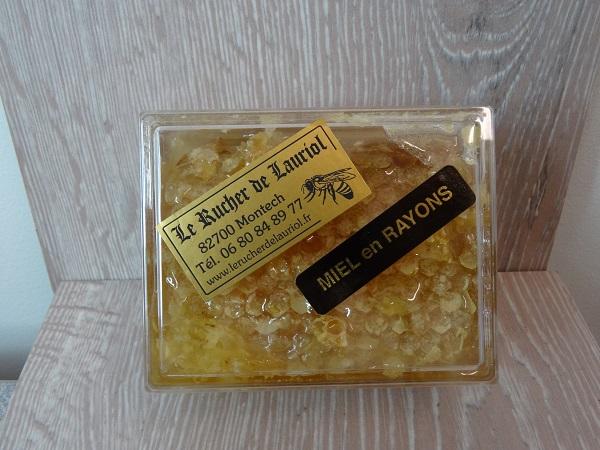 Le Rucher de Lauriol
82700 Montech
Tél. 06 80 84 89 77
www.lerucherdelauriol.fr
MIEL en RAYONS